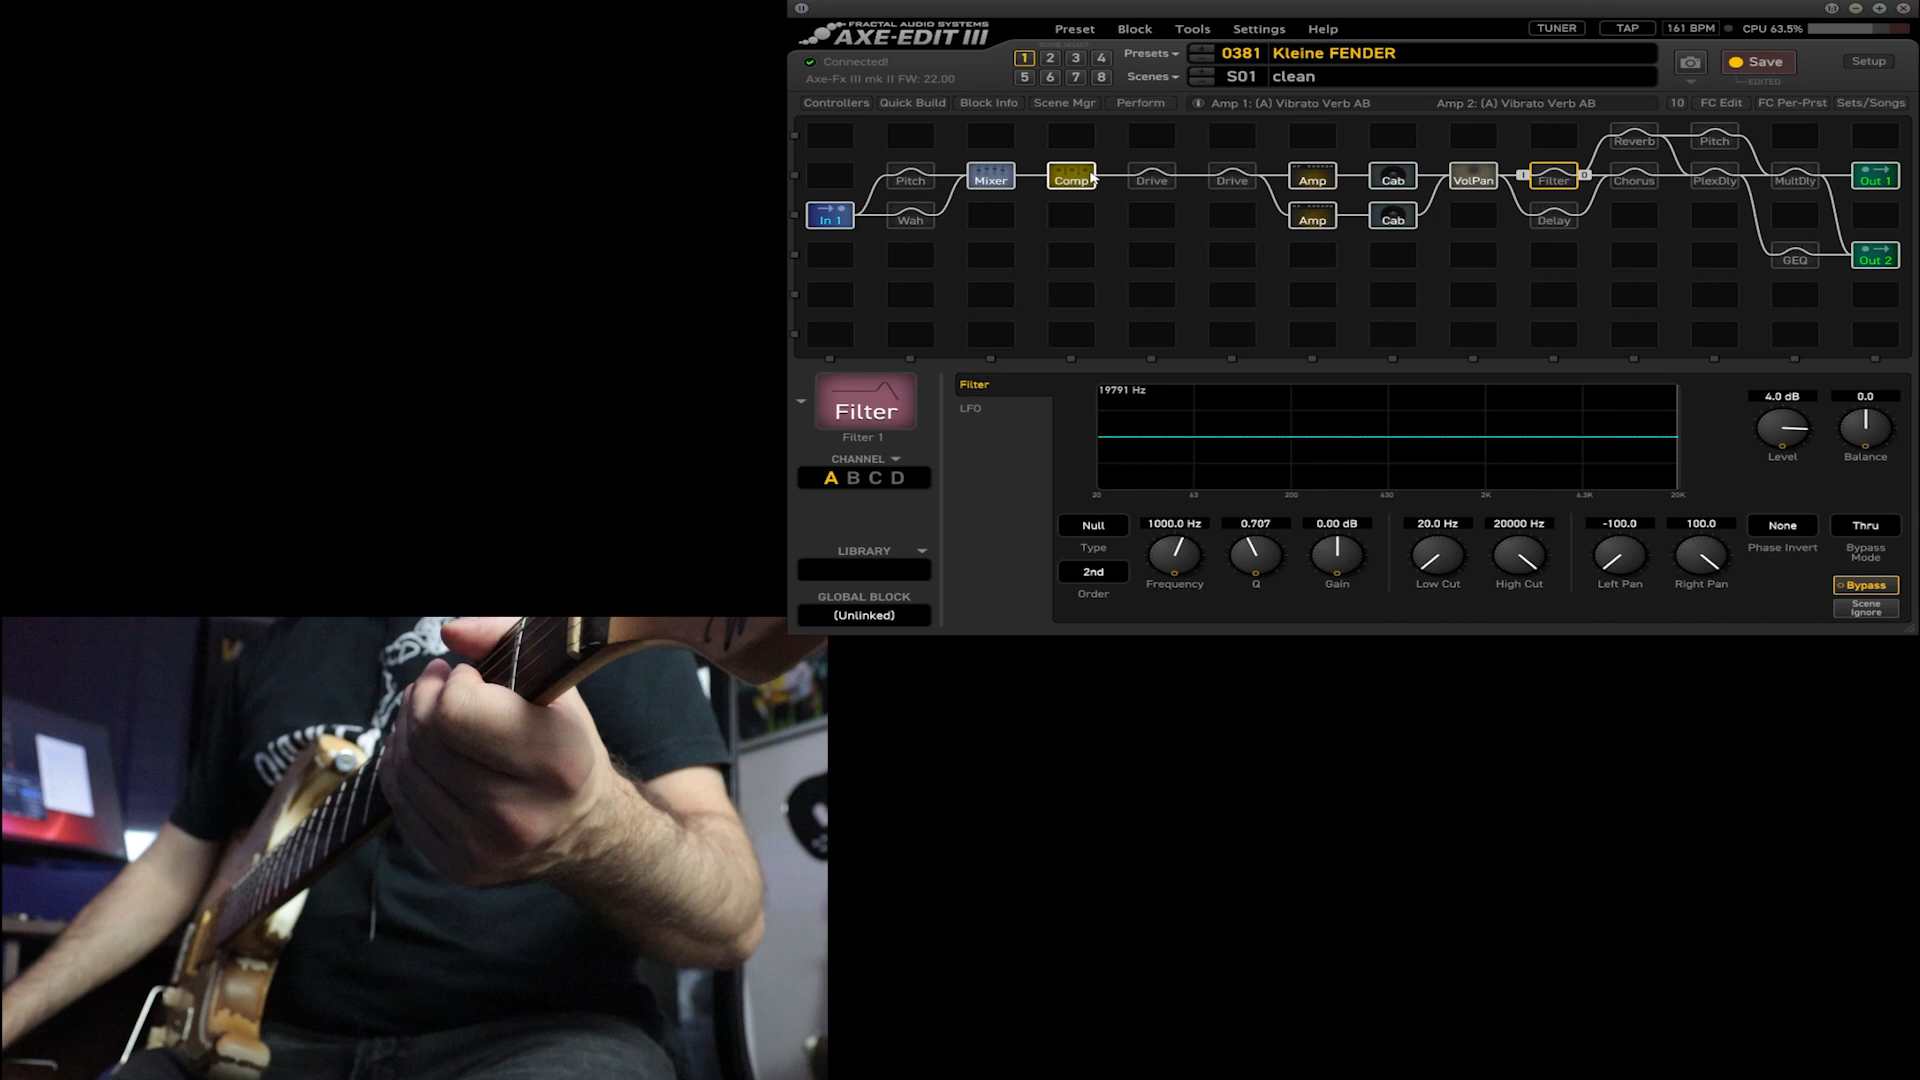 FRACTAL AUDIO SYSTEMS
AXE-EDIT III
Preset Block Tools Settings Help
TUNER TAP 161 BPM CPU 63.5%
Connected!
Axe-Fx III mk II FW: 22.00
SCENE SELECT
1 2 3 4
5 6 7 8
Presets 0381 Kleine FENDER
Scenes S01 clean
Save
EDITED
Setup
Controllers Quick Build Block Info Scene Mgr Perform
Amp 1: (A) Vibrato Verb AB Amp 2: (A) Vibrato Verb AB
10 FC Edit FC Per-Prst Sets/Songs
Reverb Pitch
Pitch Mixer Comp Drive Drive Amp Cab VolPan I Filter O Chorus PlexDly MultDly Out 1
In 1 Wah Amp Cab Delay
GEQ Out 2
Filter
Filter 1
CHANNEL
A B C D
LIBRARY
GLOBAL BLOCK
(Unlinked)
Filter
LFO
19791 Hz
20 63 200 630 2K 6.3K 20K
4.0 dB 0.0
Level Balance
Null 1000.0 Hz 0.707 0.00 dB 20.0 Hz 20000 Hz -100.0 100.0 None Thru
Type Phase Invert Bypass Mode
2nd
Frequency Q Gain Low Cut High Cut Left Pan Right Pan
Order
Bypass
Scene Ignore